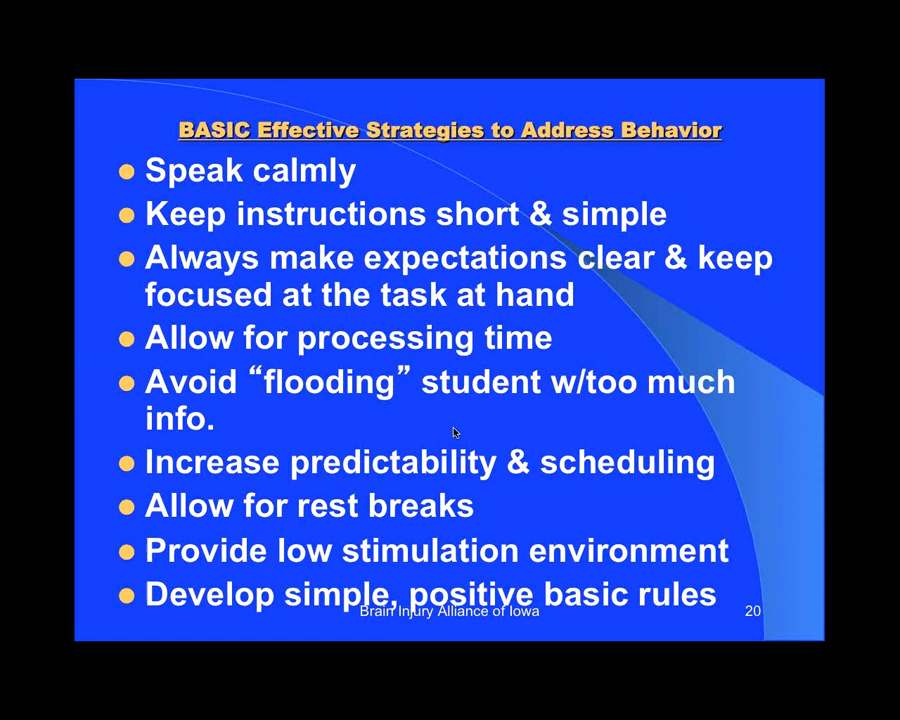 BASIC Effective Strategies to Address Behavior
● Speak calmly
● Keep instructions short & simple
● Always make expectations clear & keep
focused at the task at hand
● Allow for processing time
● Avoid “flooding” student w/too much
info.
● Increase predictability & scheduling
● Allow for rest breaks
● Provide low stimulation environment
● Develop simple, positive basic rules
Brain Injury Alliance of Iowa
20